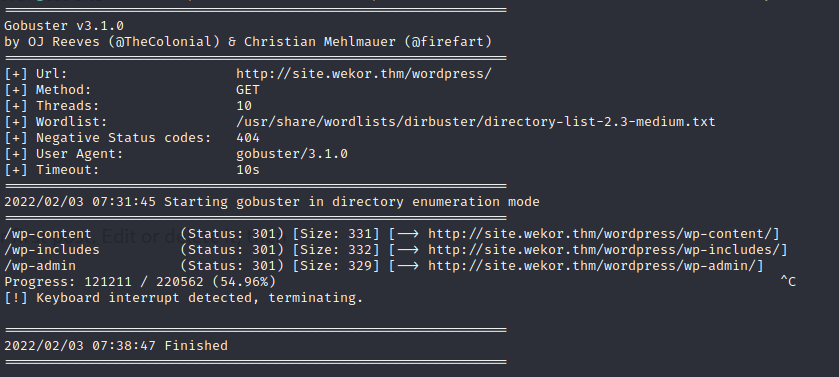 ===============================================================
Gobuster v3.1.0
by OJ Reeves (@TheColonial) & Christian Mehlmauer (@firefart)
===============================================================
[+] Url:                     http://site.wekor.thm/wordpress/
[+] Method:                  GET
[+] Threads:                 10
[+] Wordlist:                /usr/share/wordlists/dirbuster/directory-list-2.3-medium.txt
[+] Negative Status codes:   404
[+] User Agent:              gobuster/3.1.0
[+] Timeout:                 10s
===============================================================
2022/02/03 07:31:45 Starting gobuster in directory enumeration mode
===============================================================
/wp-content           (Status: 301) [Size: 331] [--> http://site.wekor.thm/wordpress/wp-content/]
/wp-includes          (Status: 301) [Size: 332] [--> http://site.wekor.thm/wordpress/wp-includes/]
/wp-admin             (Status: 301) [Size: 329] [--> http://site.wekor.thm/wordpress/wp-admin/]
Progress: 121211 / 220562 (54.96%)                                                               ^C
[!] Keyboard interrupt detected, terminating.
===============================================================
2022/02/03 07:38:47 Finished
===============================================================